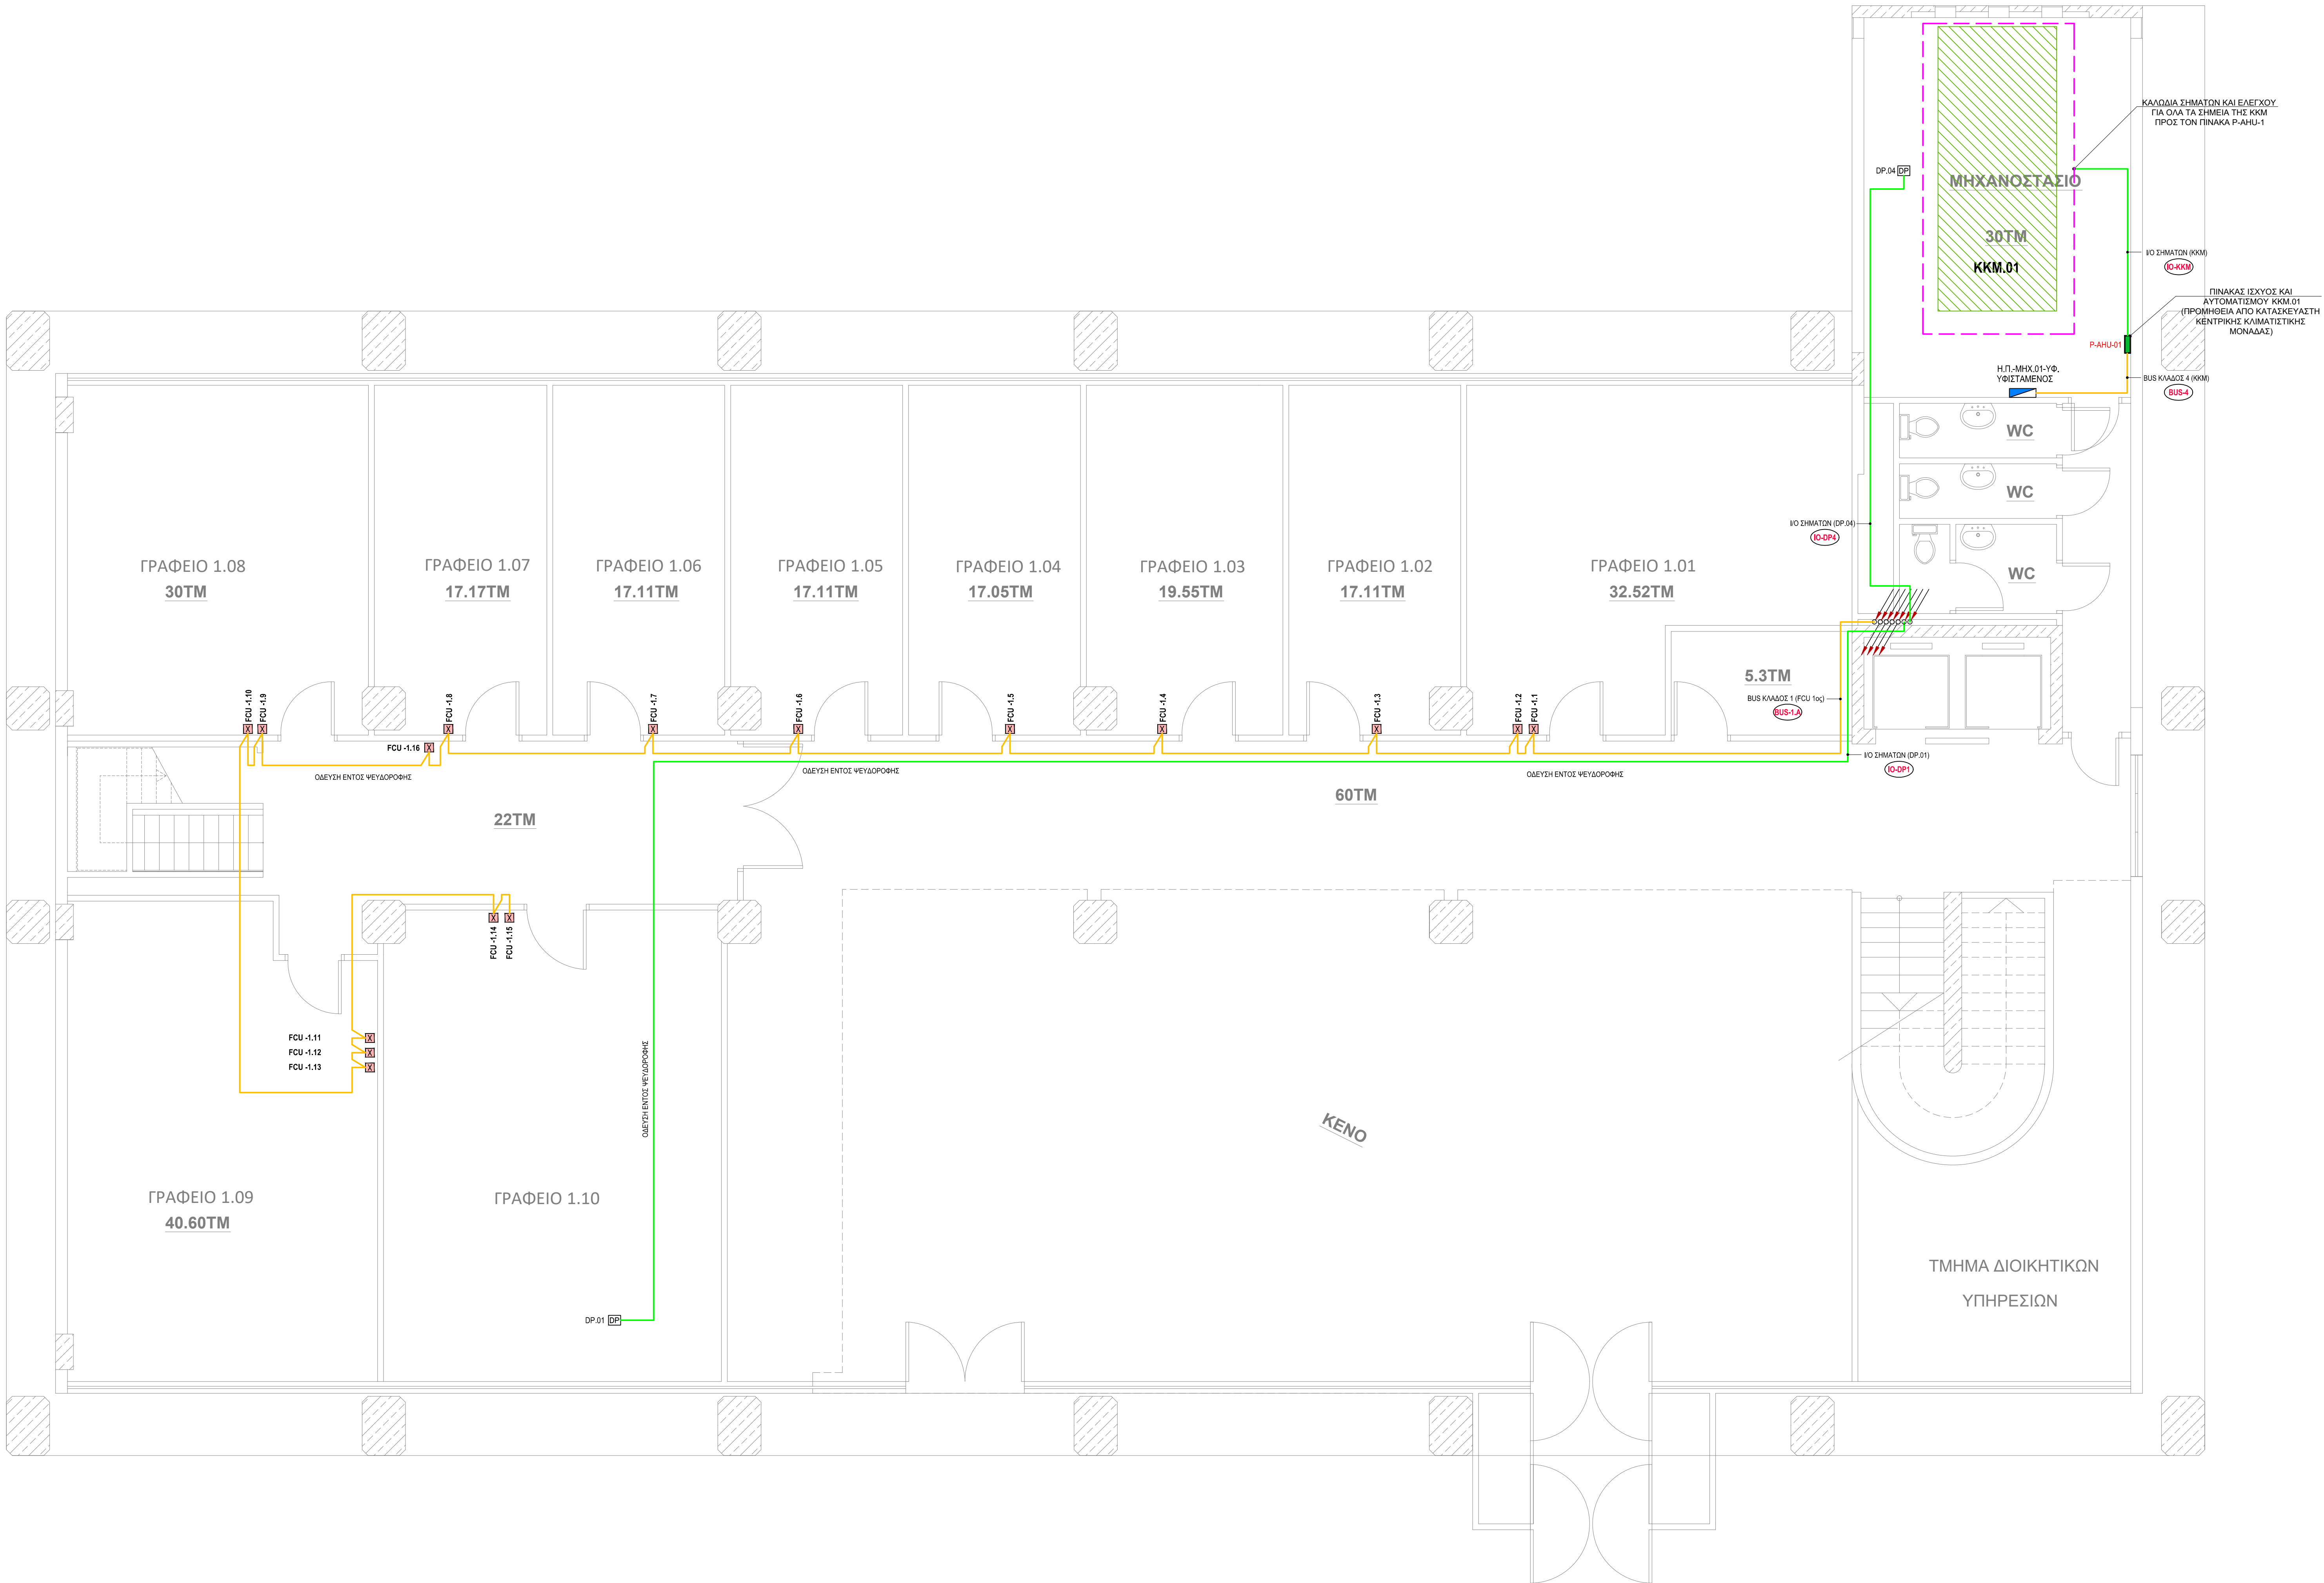 ΚΑΛΩΔΙΑ ΣΗΜΑΤΩΝ ΚΑΙ ΕΛΕΓΧΟΥ
ΓΙΑ ΟΛΑ ΤΑ ΣΗΜΕΙΑ ΤΗΣ ΚΚΜ
ΠΡΟΣ ΤΟΝ ΠΙΝΑΚΑ P-AHU-1
DP.04 DP
ΜΗΧΑΝΟΣΤΑΣΙΟ
30ΤΜ
ΚΚΜ.01
I/O ΣΗΜΑΤΩΝ (ΚΚΜ)
IO-KKM
ΠΙΝΑΚΑΣ ΙΣΧΥΟΣ ΚΑΙ
ΑΥΤΟΜΑΤΙΣΜΟΥ ΚΚΜ.01
(ΠΡΟΜΗΘΕΙΑ ΑΠΟ ΚΑΤΑΣΚΕΥΑΣΤΗ
ΚΕΝΤΡΙΚΗΣ ΚΛΙΜΑΤΙΣΤΙΚΗΣ
ΜΟΝΑΔΑΣ)
P-AHU-01
Η.Π.-ΜΗΧ.01-ΥΦ.
ΥΦΙΣΤΑΜΕΝΟΣ
BUS ΚΛΑΔΟΣ 4 (ΚΚΜ)
BUS-4
WC
WC
WC
I/O ΣΗΜΑΤΩΝ (DP.04)
IO-DP4
ΓΡΑΦΕΙΟ 1.08
30ΤΜ
ΓΡΑΦΕΙΟ 1.07
17.17ΤΜ
ΓΡΑΦΕΙΟ 1.06
17.11ΤΜ
ΓΡΑΦΕΙΟ 1.05
17.11ΤΜ
ΓΡΑΦΕΙΟ 1.04
17.05ΤΜ
ΓΡΑΦΕΙΟ 1.03
19.55ΤΜ
ΓΡΑΦΕΙΟ 1.02
17.11ΤΜ
ΓΡΑΦΕΙΟ 1.01
32.52ΤΜ
5.3ΤΜ
BUS ΚΛΑΔΟΣ 1 (FCU 1ος)
BUS-1.A
FCU -1.10
FCU -1.9
FCU -1.8
FCU -1.7
FCU -1.6
FCU -1.5
FCU -1.4
FCU -1.3
FCU -1.2
FCU -1.1
FCU -1.16
I/O ΣΗΜΑΤΩΝ (DP.01)
IO-DP1
ΟΔΕΥΣΗ ΕΝΤΟΣ ΨΕΥΔΟΡΟΦΗΣ
ΟΔΕΥΣΗ ΕΝΤΟΣ ΨΕΥΔΟΡΟΦΗΣ
ΟΔΕΥΣΗ ΕΝΤΟΣ ΨΕΥΔΟΡΟΦΗΣ
60ΤΜ
22ΤΜ
FCU -1.14
FCU -1.15
FCU -1.11
FCU -1.12
FCU -1.13
ΟΔΕΥΣΗ ΕΝΤΟΣ ΨΕΥΔΟΡΟΦΗΣ
ΚΕΝΟ
ΓΡΑΦΕΙΟ 1.09
40.60ΤΜ
ΓΡΑΦΕΙΟ 1.10
ΤΜΗΜΑ ΔΙΟΙΚΗΤΙΚΩΝ
ΥΠΗΡΕΣΙΩΝ
DP.01 DP